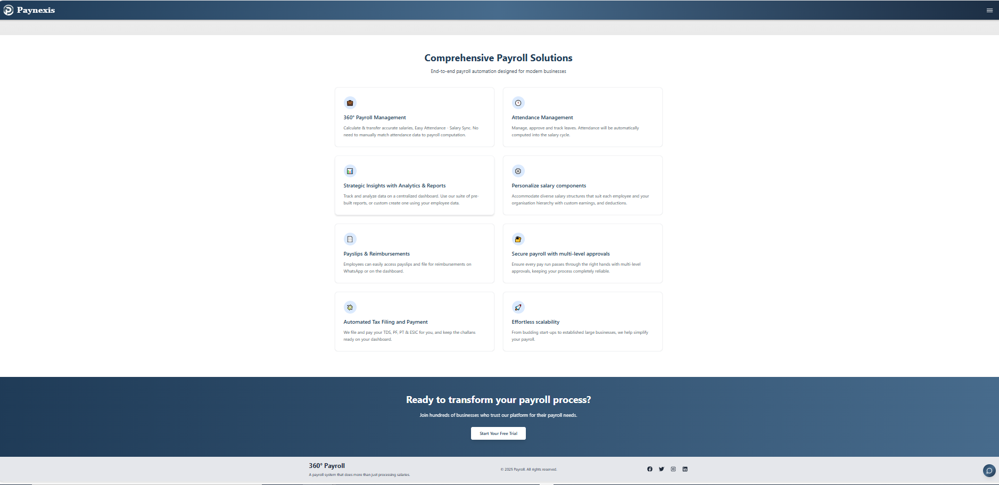 Paynexis
Comprehensive Payroll Solutions
End-to-end payroll automation designed for modern businesses
360° Payroll Management
Calculate & transfer accurate salaries, Easy Attendance - Salary Sync. No
need to manually match attendance data to payroll computation.
Attendance Management
Manage, approve and track leaves. Attendance will be automatically
computed into the salary cycle.
Strategic Insights with Analytics & Reports
Track and analyze data on a centralized dashboard. Use our suite of pre-
built reports, or custom create one using your employee data.
Personalize salary components
Accommodate diverse salary structures that suit each employee and your
organisation hierarchy with custom earnings, and deductions.
Payslips & Reimbursements
Employees can easily access payslips and file for reimbursements on
WhatsApp or on the dashboard.
Secure payroll with multi-level approvals
Ensure every pay run passes through the right hands with multi-level
approvals, keeping your process completely reliable.
Automated Tax Filing and Payment
We file and pay your TDS, PF, PT & ESIC for you, and keep the challans
ready on your dashboard.
Effortless scalability
From budding start-ups to established large businesses, we help simplify
your payroll.
Ready to transform your payroll process?
Join hundreds of businesses who trust our platform for their payroll needs.
Start Your Free Trial
360° Payroll
A payroll system that does more than just processing salaries.
© 2025 Payroll. All rights reserved.